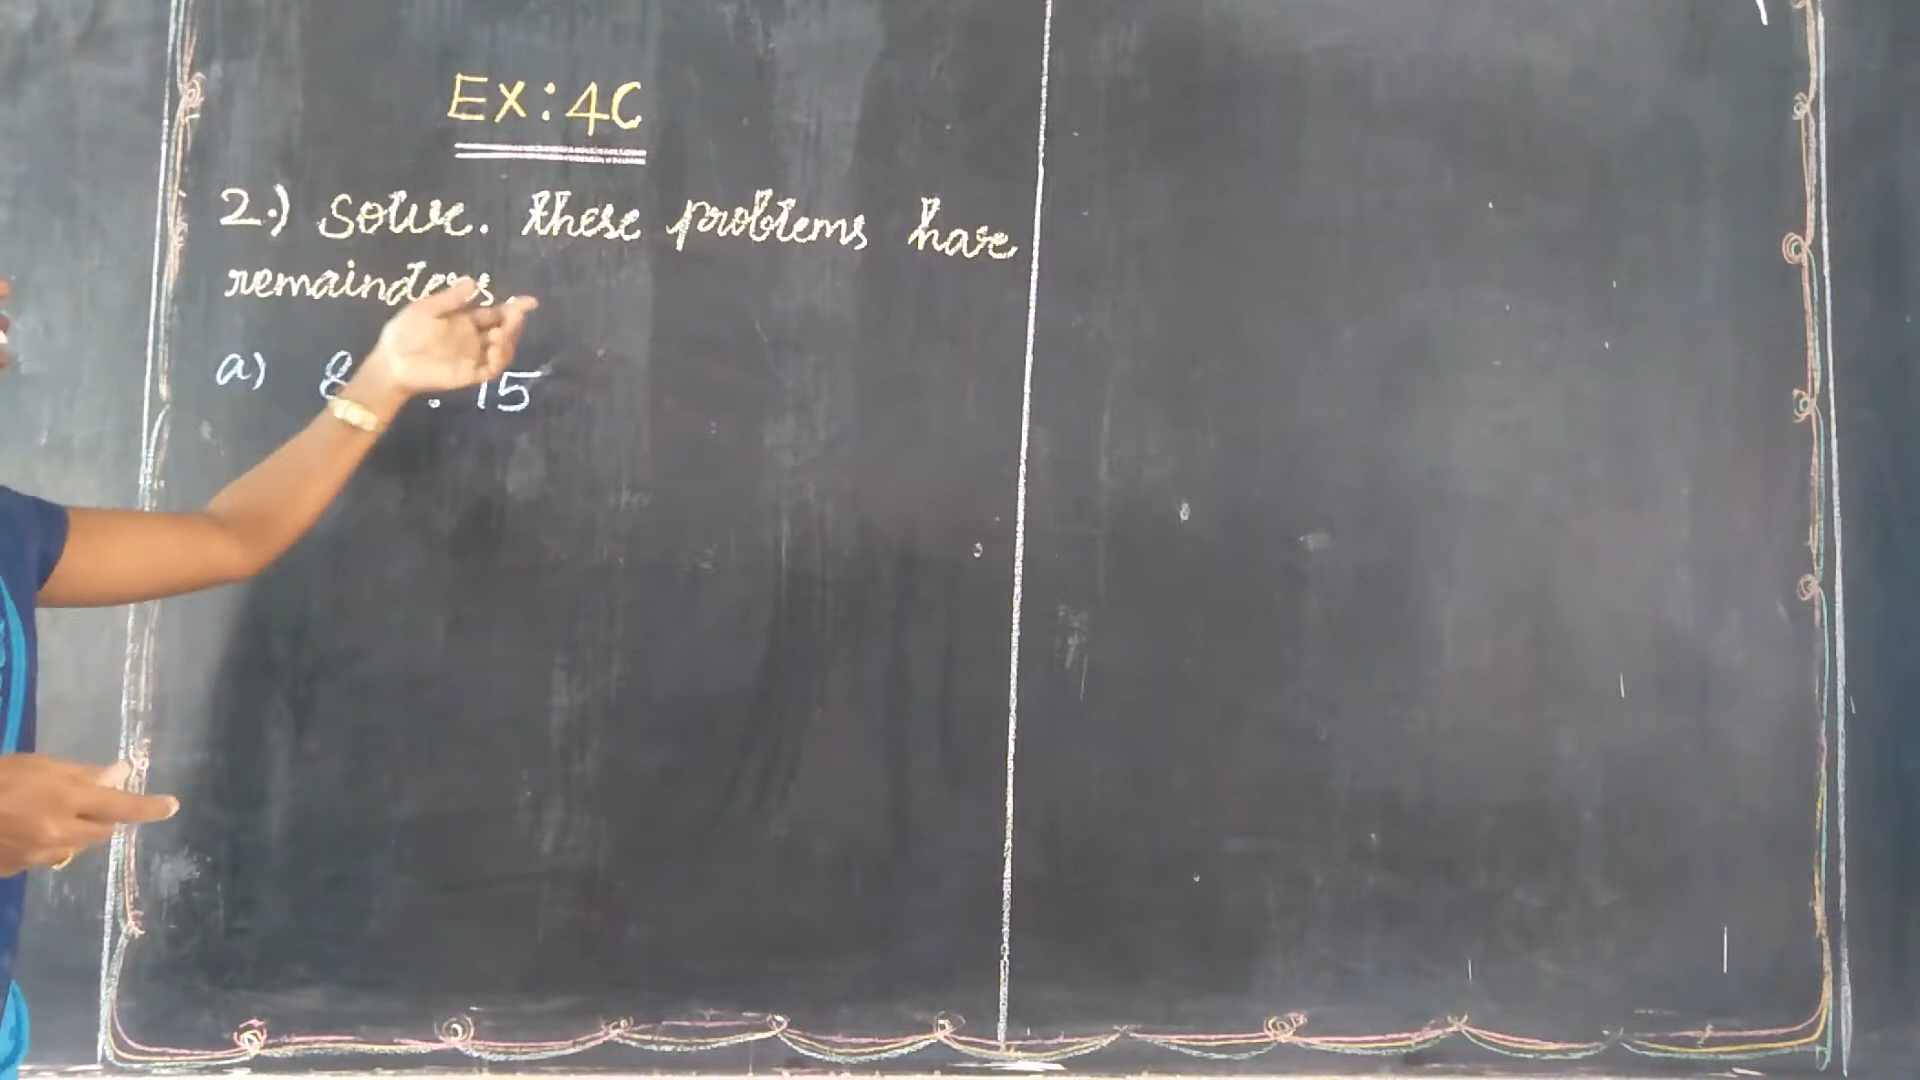 EX: 4C
2.) Solve. These problems have
remainders.
a) 8 ÷ 15